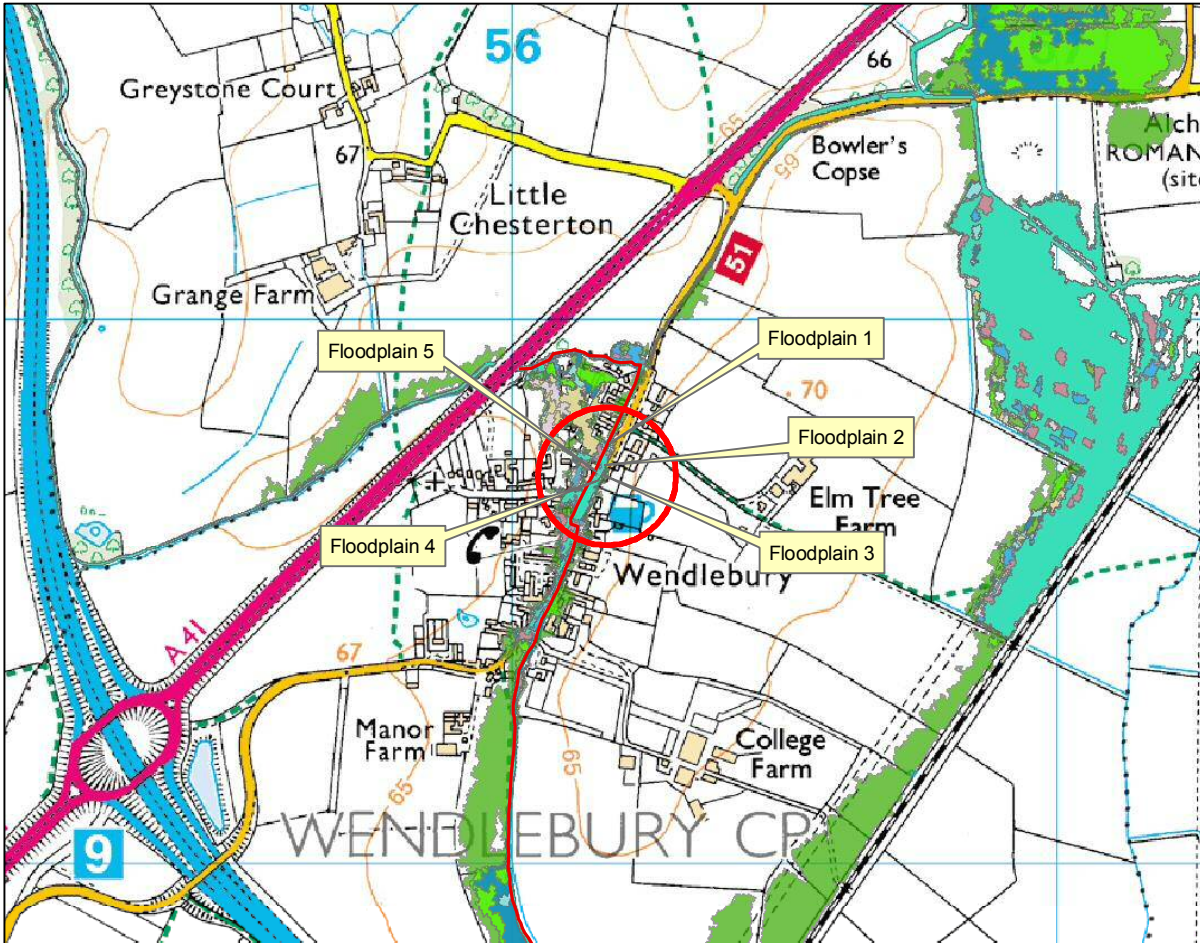 56
66
Greystone Court
65
Alch
Bowler's
Copse
ROMAN
(site
67
65
Little
Chesterton
51
Grange Farm
Floodplain 5
Floodplain 1
70
Floodplain 2
Elm Tree
Farm
Floodplain 4
Floodplain 3
Wendlebury
A 41
67
Manor
Farm
College
Farm
65
65
WENDLEBURY CP
9